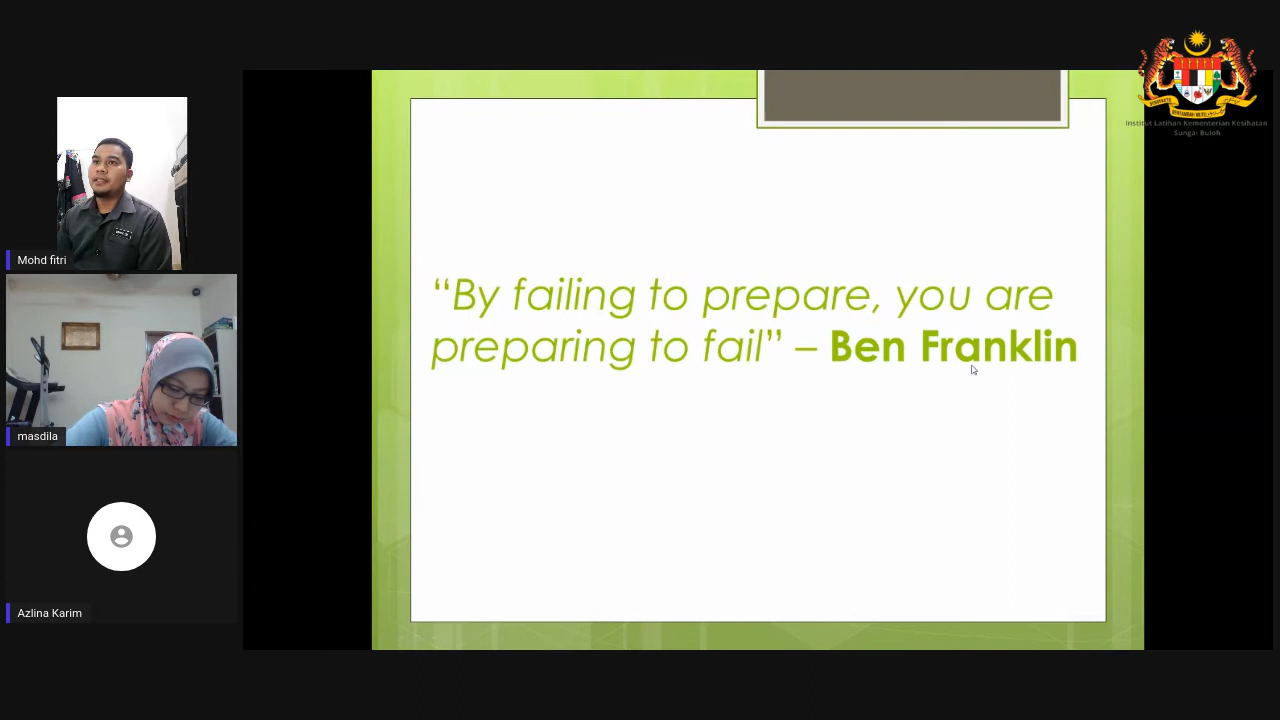 Institut Latihan Kementerian Kesihatan
Sungai Buloh
Mohd fitri
masdila
Azlina Karim
“By failing to prepare, you are
preparing to fail” – Ben Franklin